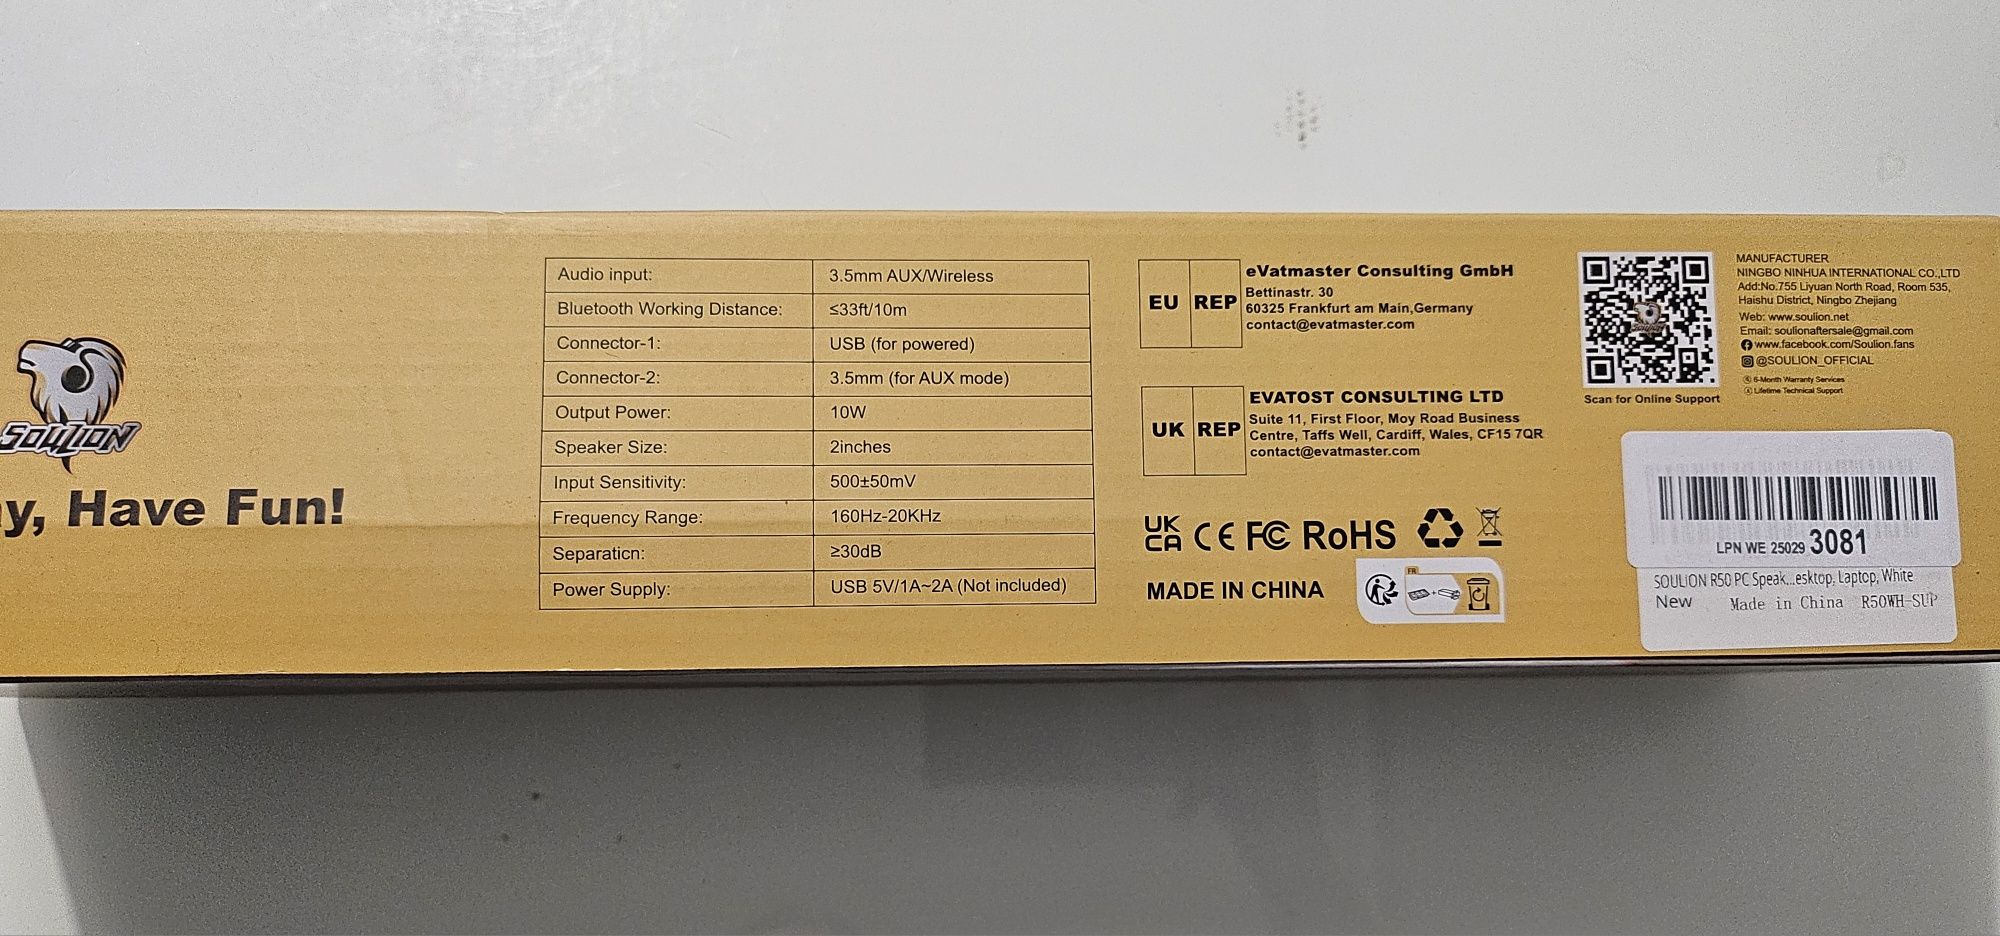 SOULION
y, Have Fun!
Audio input: 3.5mm AUX/Wireless
Bluetooth Working Distance: ≤33ft/10m
Connector-1: USB (for powered)
Connector-2: 3.5mm (for AUX mode)
Output Power: 10W
Speaker Size: 2inches
Input Sensitivity: 500±50mV
Frequency Range: 160Hz-20KHz
Separation: ≥30dB
Power Supply: USB 5V/1A~2A (Not included)
EU REP
eVatmaster Consulting GmbH
Bettinastr. 30
60325 Frankfurt am Main,Germany
contact@evatmaster.com
UK REP
EVATOST CONSULTING LTD
Suite 11, First Floor, Moy Road Business
Centre, Taffs Well, Cardiff, Wales, CF15 7QR
contact@evatmaster.com
UK
CA CE FC RoHS
MADE IN CHINA
FR
Scan for Online Support
MANUFACTURER
NINGBO NINHUA INTERNATIONAL CO.,LTD
Add:No.755 Liyuan North Road, Room 535,
Haishu District, Ningbo Zhejiang
Web: www.soulion.net
Email: soulionaftersale@gmail.com
www.facebook.com/Soulion.fans
@SOULION_OFFICIAL
6-Month Warranty Services
Lifetime Technical Support
LPN WE 25029 3081
SOULION R50 PC Speak...esktop, Laptop, White
New Made in China R50WH-SUP